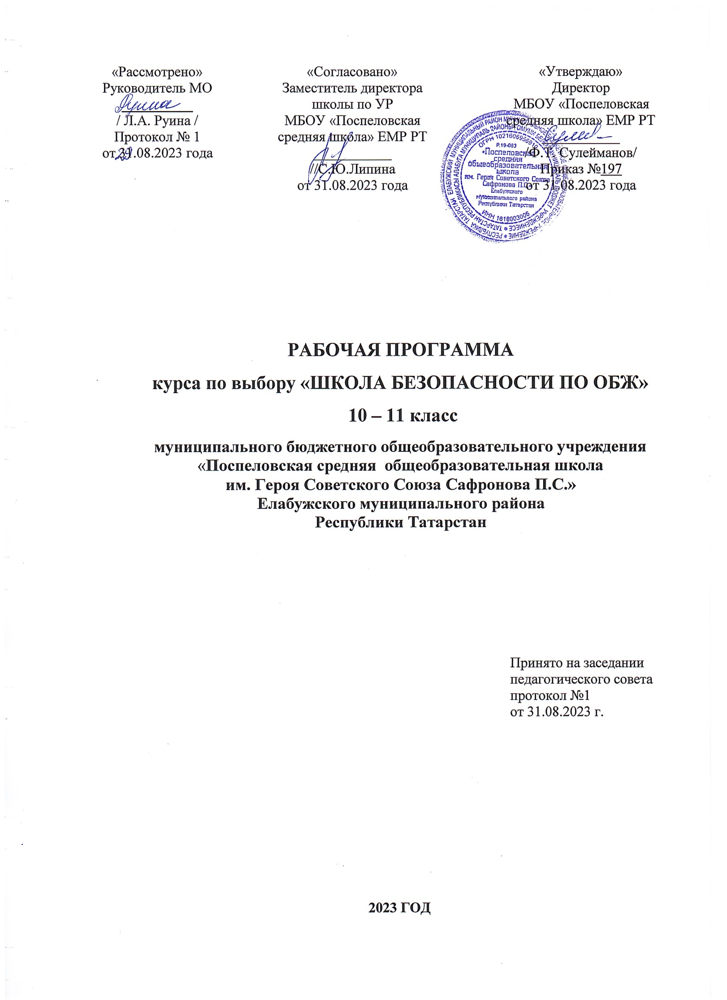 «Рассмотрено»
Руководитель МО
/ Л.А. Руина /
Протокол № 1
от 31.08.2023 года
29
«Согласовано»
Заместитель директора
школы по УР
МБОУ «Поспеловская
средняя школа» ЕМР РТ
//С.Ю.Липина
от 31.08.2023 года
«Утверждаю»
Директор
МБОУ «Поспеловская
средняя школа» ЕМР РТ
/Ф.Т. Сулейманов/
Приказ №197
от 31.08.2023 года
ОГРН 1021606956910
Р.19-083
«Поспеловская
средняя
общеобразовательная
школа
им. Героя Советского Союза
Сафронова П.С.»
Елабужского
муниципального района
Республики Татарстан
ИНН 1618003006
РАБОЧАЯ ПРОГРАММА
курса по выбору «ШКОЛА БЕЗОПАСНОСТИ ПО ОБЖ»
10 – 11 класс
муниципального бюджетного общеобразовательного учреждения
«Поспеловская средняя общеобразовательная школа
им. Героя Советского Союза Сафронова П.С.»
Елабужского муниципального района
Республики Татарстан
Принято на заседании
педагогического совета
протокол №1
от 31.08.2023 г.
2023 ГОД